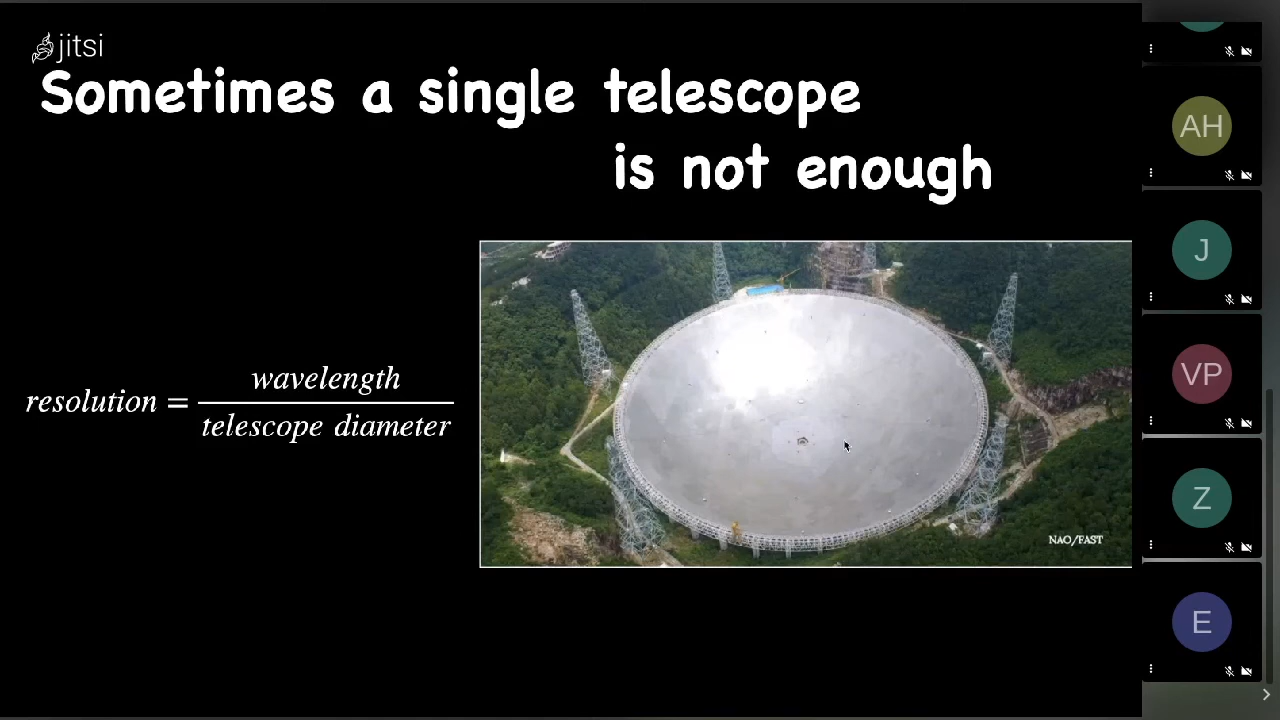 jitsi
Sometimes a single telescope
is not enough
resolution = wavelength / telescope diameter
NAO/FAST
AH
J
VP
Z
E